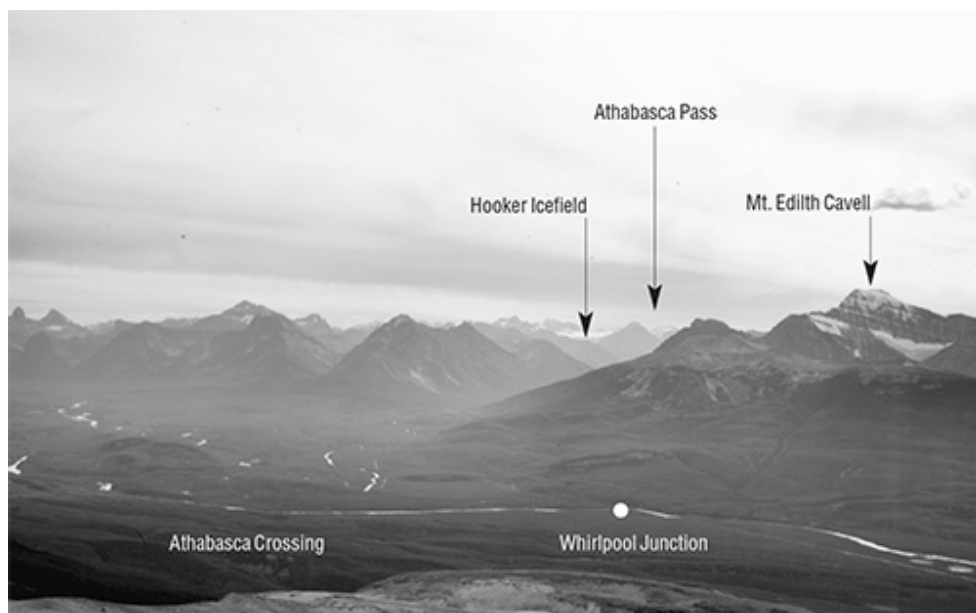 Athabasca Pass
Hooker Icefield
Mt. Edilth Cavell
Athabasca Crossing
Whirlpool Junction